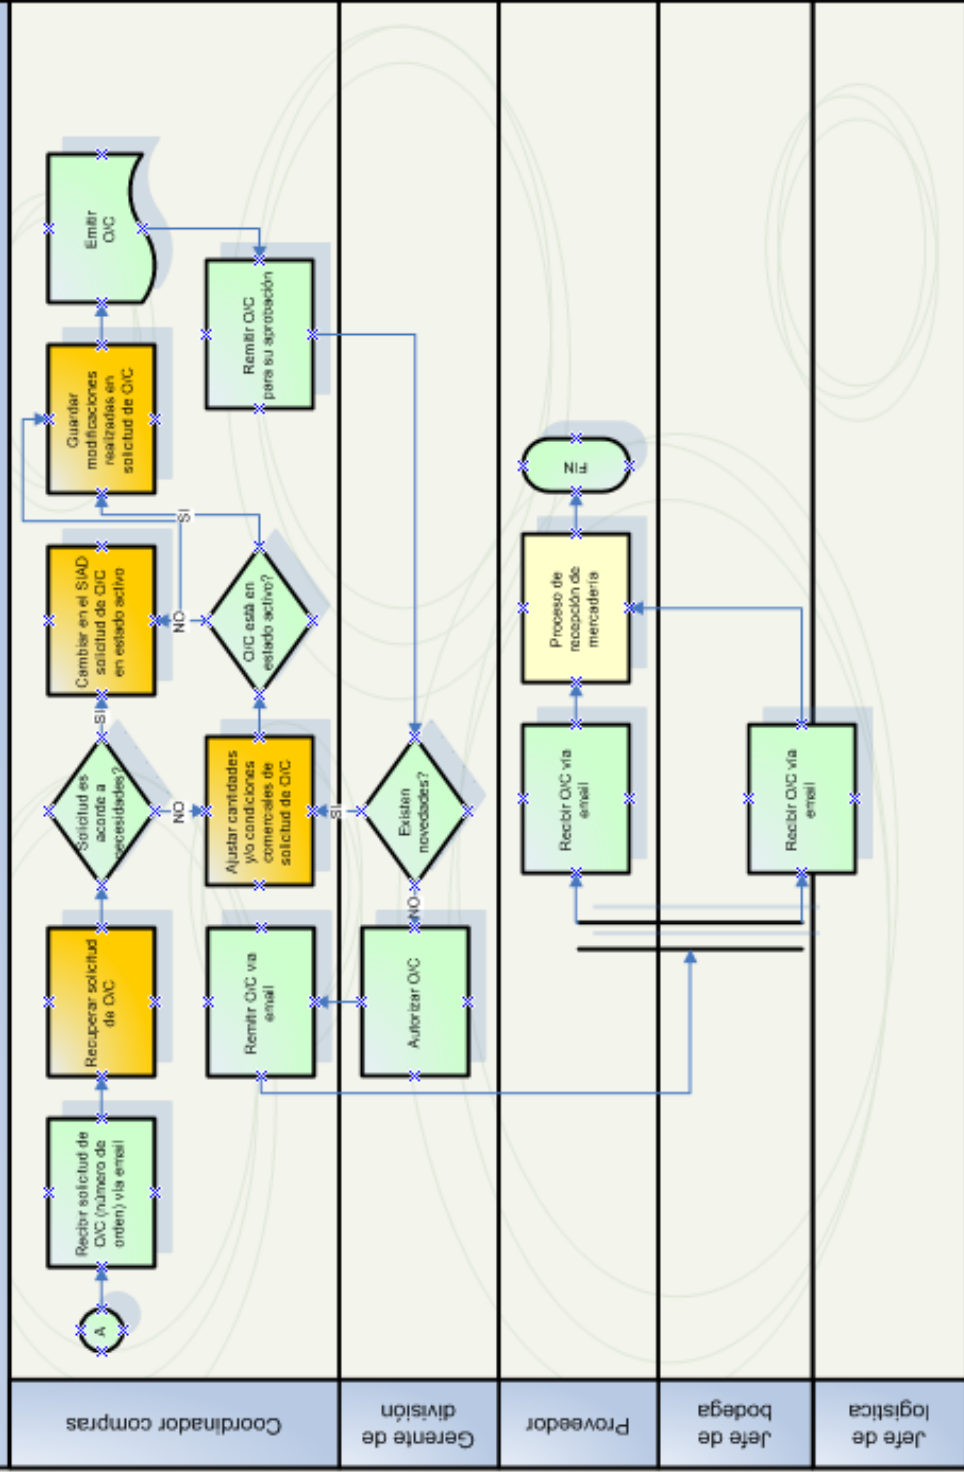 A
Recibir solicitud de
O/C (número de
orden) vía email
Recuperar solicitud
de O/C
Solicitud es
acorde a
necesidades?
SI
NO
Cambiar en el SIAD
solicitud de O/C
en estado activo
Guardar
modificaciones
realizadas en
solicitud de O/C
Emitir
O/C
Ajustar cantidades
y/o condiciones
comerciales de
solicitud de O/C
O/C está en
estado activo?
SI
NO
Remitir O/C
para su aprobación
Remitir O/C vía
email
Existen
novedades?
SI
NO
Autorizar O/C
Recibir O/C vía
email
Proceso de
recepción de
mercadería
FIN
Recibir O/C vía
email
Coordinador compras
Gerente de
división
Proveedor
Jefe de
bodega
Jefe de
logística